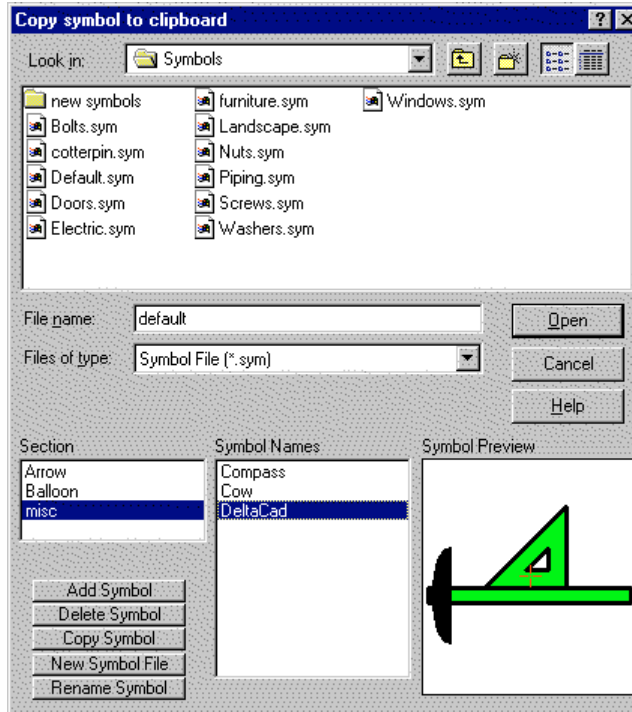 Copy symbol to clipboard
Look in: Symbols
new symbols furniture.sym Windows.sym
Bolts.sym Landscape.sym
cotterpin.sym Nuts.sym
Default.sym Piping.sym
Doors.sym Screws.sym
Electric.sym Washers.sym
File name: default Open
Files of type: Symbol File (*.sym) Cancel
Help
Section Symbol Names Symbol Preview
Arrow Compass
Balloon Cow
misc DeltaCad
Add Symbol
Delete Symbol
Copy Symbol
New Symbol File
Rename Symbol